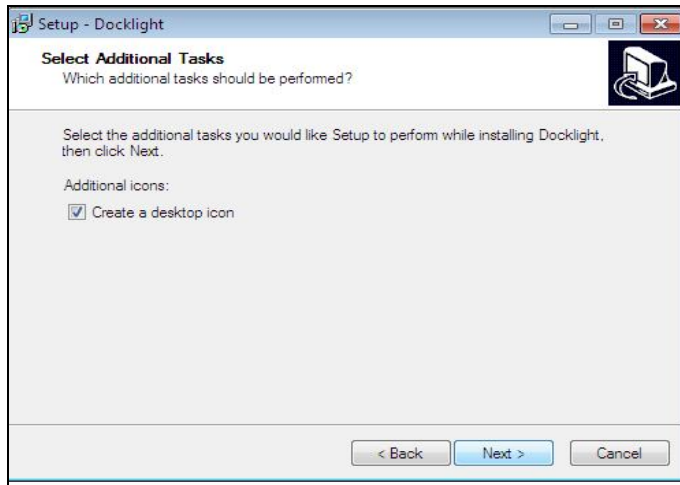 Setup - Docklight
Select Additional Tasks
Which additional tasks should be performed?
Select the additional tasks you would like Setup to perform while installing Docklight,
then click Next.
Additional icons:
Create a desktop icon
< Back Next > Cancel